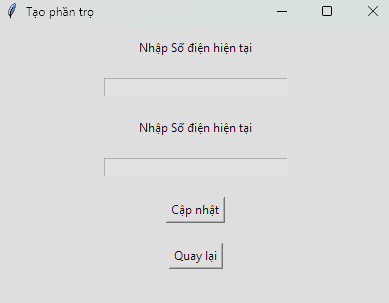 Tạo phần trọ
Nhập Số điện hiện tại
Nhập Số điện hiện tại
Cập nhật
Quay lại